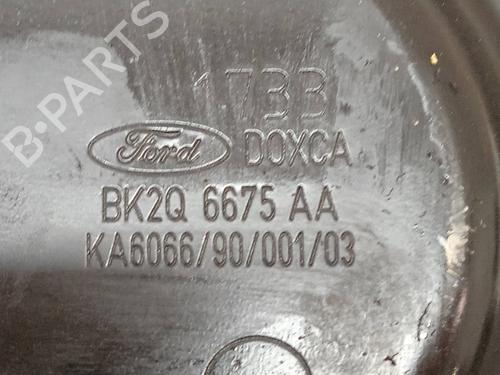 B-PARTS
1733
Ford DOXCA
BK2Q 6675 AA
KA6066/90/001/03